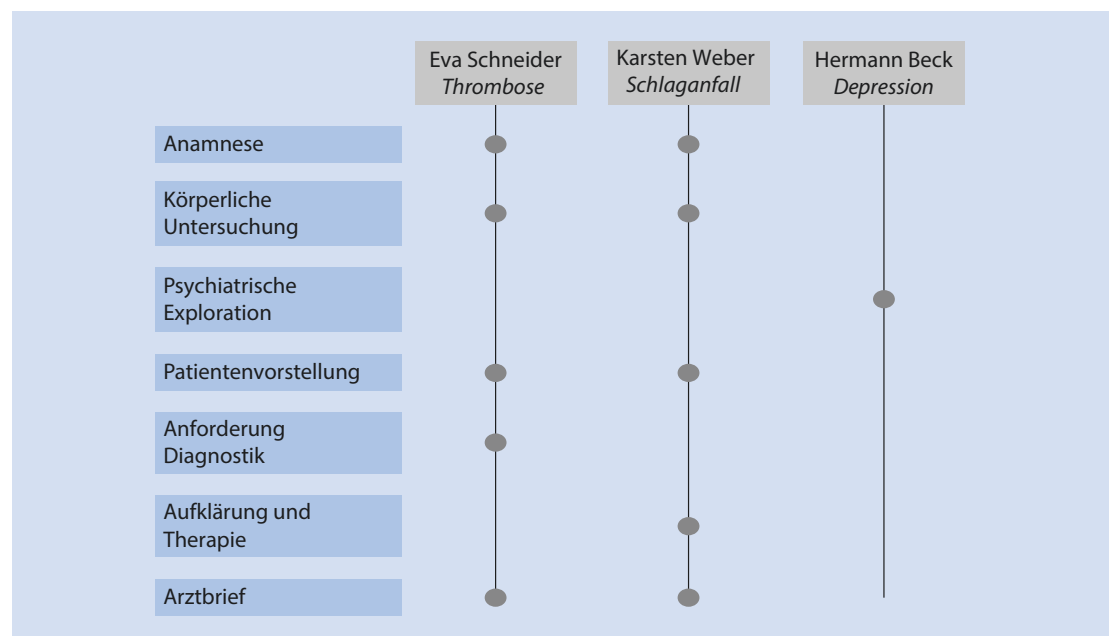 Eva Schneider
Thrombose
Karsten Weber
Schlaganfall
Hermann Beck
Depression
Anamnese
Körperliche
Untersuchung
Psychiatrische
Exploration
Patientenvorstellung
Anforderung
Diagnostik
Aufklärung und
Therapie
Arztbrief